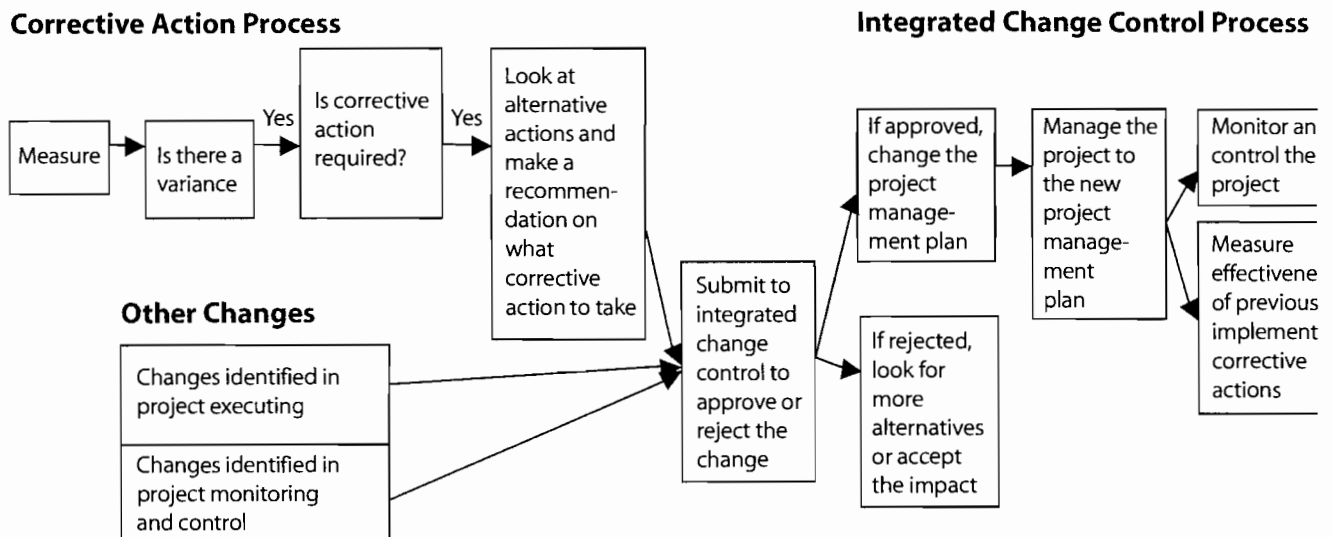 Corrective Action Process
Integrated Change Control Process
Measure
Is there a
variance
Yes
Is corrective
action
required?
Yes
Look at
alternative
actions and
make a
recommen-
dation on
what
corrective
action to take
Other Changes
Changes identified in
project executing
Changes identified in
project monitoring
and control
Submit to
integrated
change
control to
approve or
reject the
change
If approved,
change the
project
manage-
ment plan
If rejected,
look for
more
alternatives
or accept
the impact
Manage the
project to
the new
project
manage-
ment
plan
Monitor an
control the
project
Measure
effectivene
of previous
implement
corrective
actions